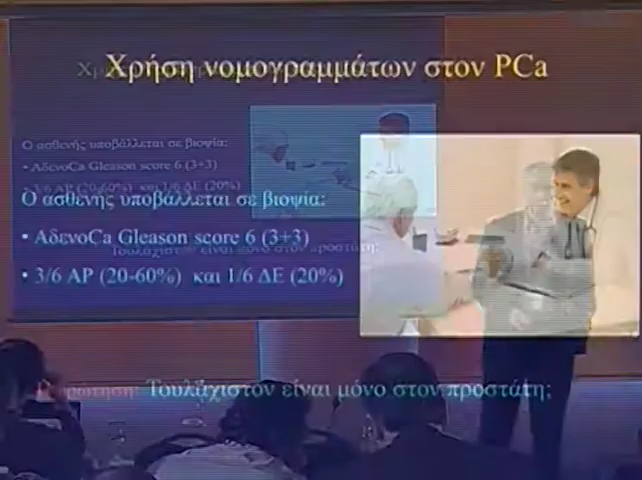 Χρήση νομογραμμάτων στον PCa
Ο ασθενής υποβάλλεται σε βιοψία:
• ΑδενοCa Gleason score 6 (3+3)
• 3/6 ΑΡ (20-60%) και 1/6 ΔΕ (20%)
Ο ασθενής υποβάλλεται σε βιοψία:
• ΑδενοCa Gleason score 6 (3+3)
• 3/6 ΑΡ (20-60%) και 1/6 ΔΕ (20%)
Τουλάχιστον είναι μόνο στον προστάτη;
Ερώτηση: Τουλάχιστον είναι μόνο στον προστάτη;